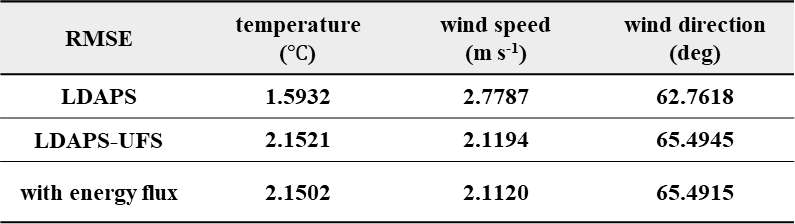 RMSE temperature (℃) wind speed (m s-1) wind direction (deg)
LDAPS 1.5932 2.7787 62.7618
LDAPS-UFS 2.1521 2.1194 65.4945
with energy flux 2.1502 2.1120 65.4915